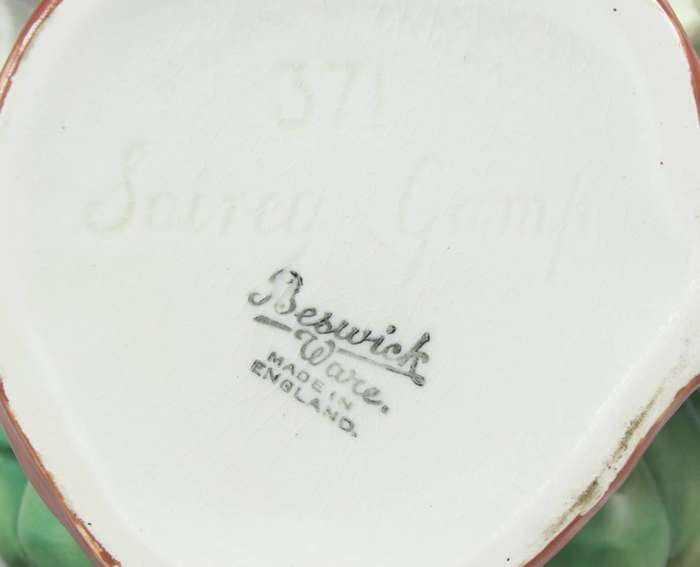 371
Sairey Gamp
Beswick
Ware.
MADE IN
ENGLAND.